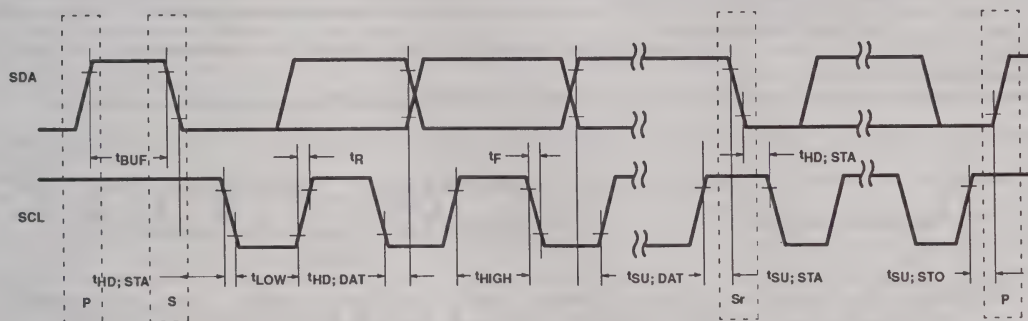 SDA
tBUF
tR
tF
tHD; STA
SCL
tHD; STA
tLOW
tHD; DAT
tHIGH
tSU; DAT
tSU; STA
tSU; STO
P
S
Sr
P